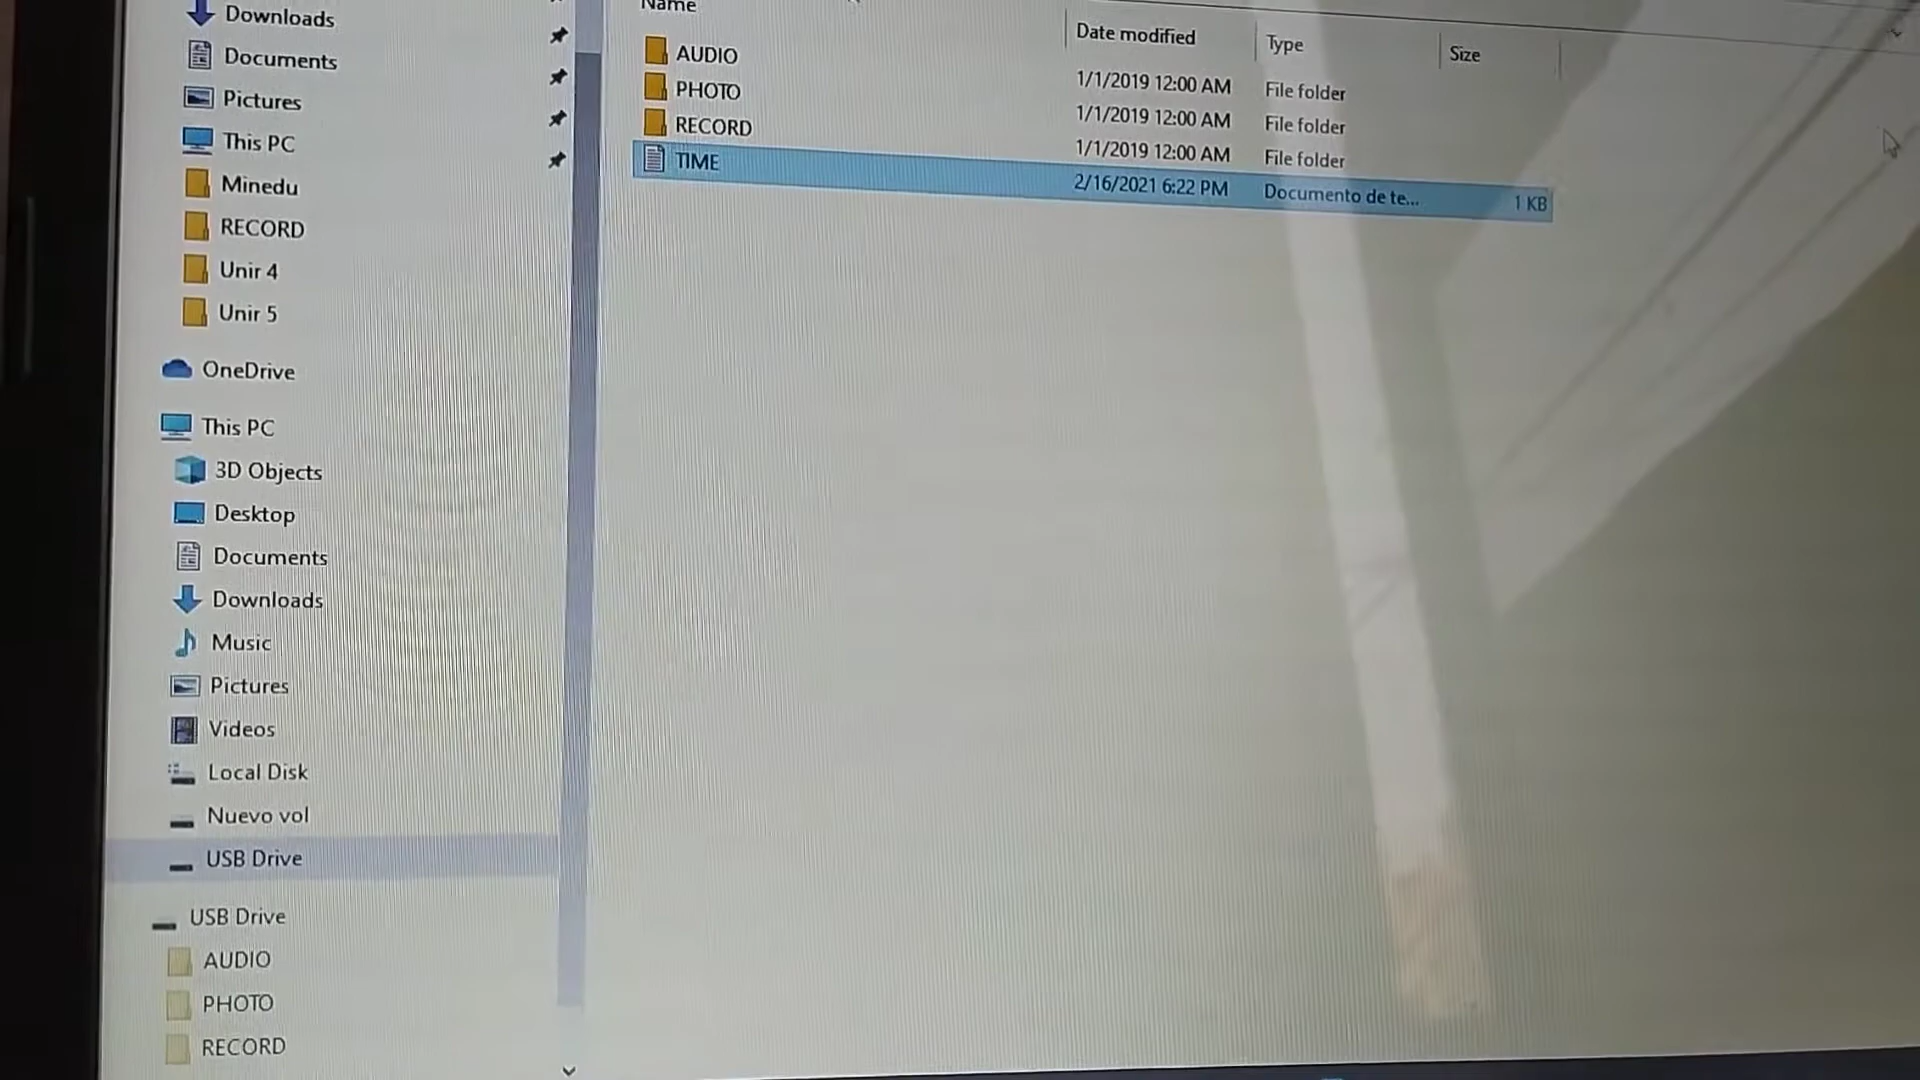 Downloads
Documents
Pictures
This PC
Minedu
RECORD
Unir 4
Unir 5
OneDrive
This PC
3D Objects
Desktop
Documents
Downloads
Music
Pictures
Videos
Local Disk
Nuevo vol
USB Drive
USB Drive
AUDIO
PHOTO
RECORD
Name Date modified Type Size
AUDIO 1/1/2019 12:00 AM File folder
PHOTO 1/1/2019 12:00 AM File folder
RECORD 1/1/2019 12:00 AM File folder
TIME 2/16/2021 6:22 PM Documento de te... 1 KB